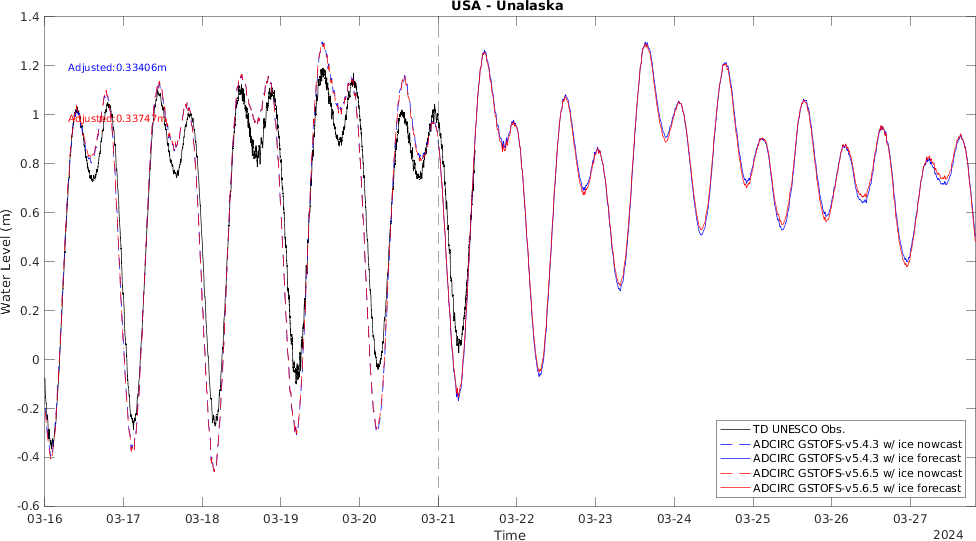 USA - Unalaska
1.4
1.2
1
0.8
0.6
0.4
0.2
0
-0.2
-0.4
-0.6
Water Level (m)
Adjusted:0.33406m
Adjusted:0.33747m
TD UNESCO Obs.
ADCIRC GSTOFS-v5.4.3 w/ ice nowcast
ADCIRC GSTOFS-v5.4.3 w/ ice forecast
ADCIRC GSTOFS-v5.6.5 w/ ice nowcast
ADCIRC GSTOFS-v5.6.5 w/ ice forecast
03-16 03-17 03-18 03-19 03-20 03-21 03-22 03-23 03-24 03-25 03-26 03-27
Time
2024